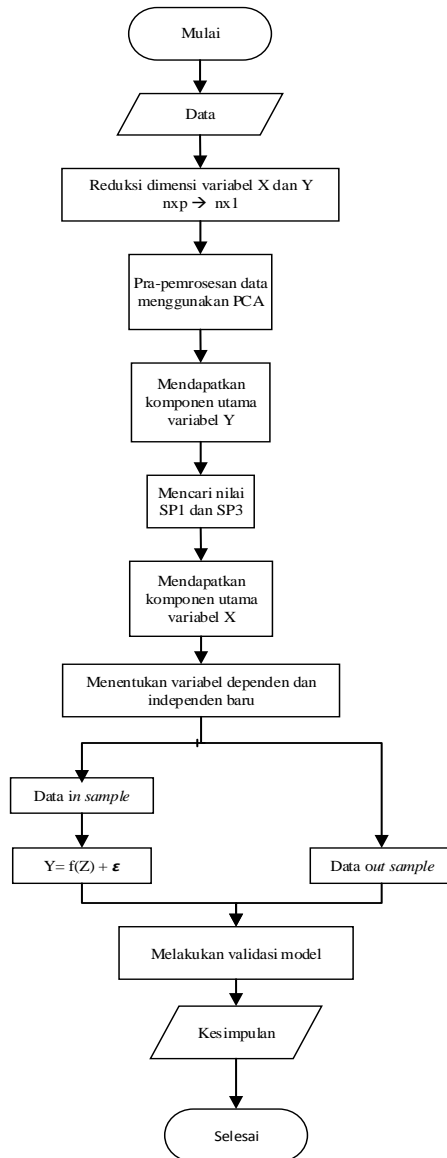 Mulai
Data
Reduksi dimensi variabel X dan Y
nxp → nx1
Pra-pemrosesan data
menggunakan PCA
Mendapatkan
komponen utama
variabel Y
Mencari nilai
SP1 dan SP3
Mendapatkan
komponen utama
variabel X
Menentukan variabel dependen dan
independen baru
Data in sample
Y= f(Z) + ε
Data out sample
Melakukan validasi model
Kesimpulan
Selesai